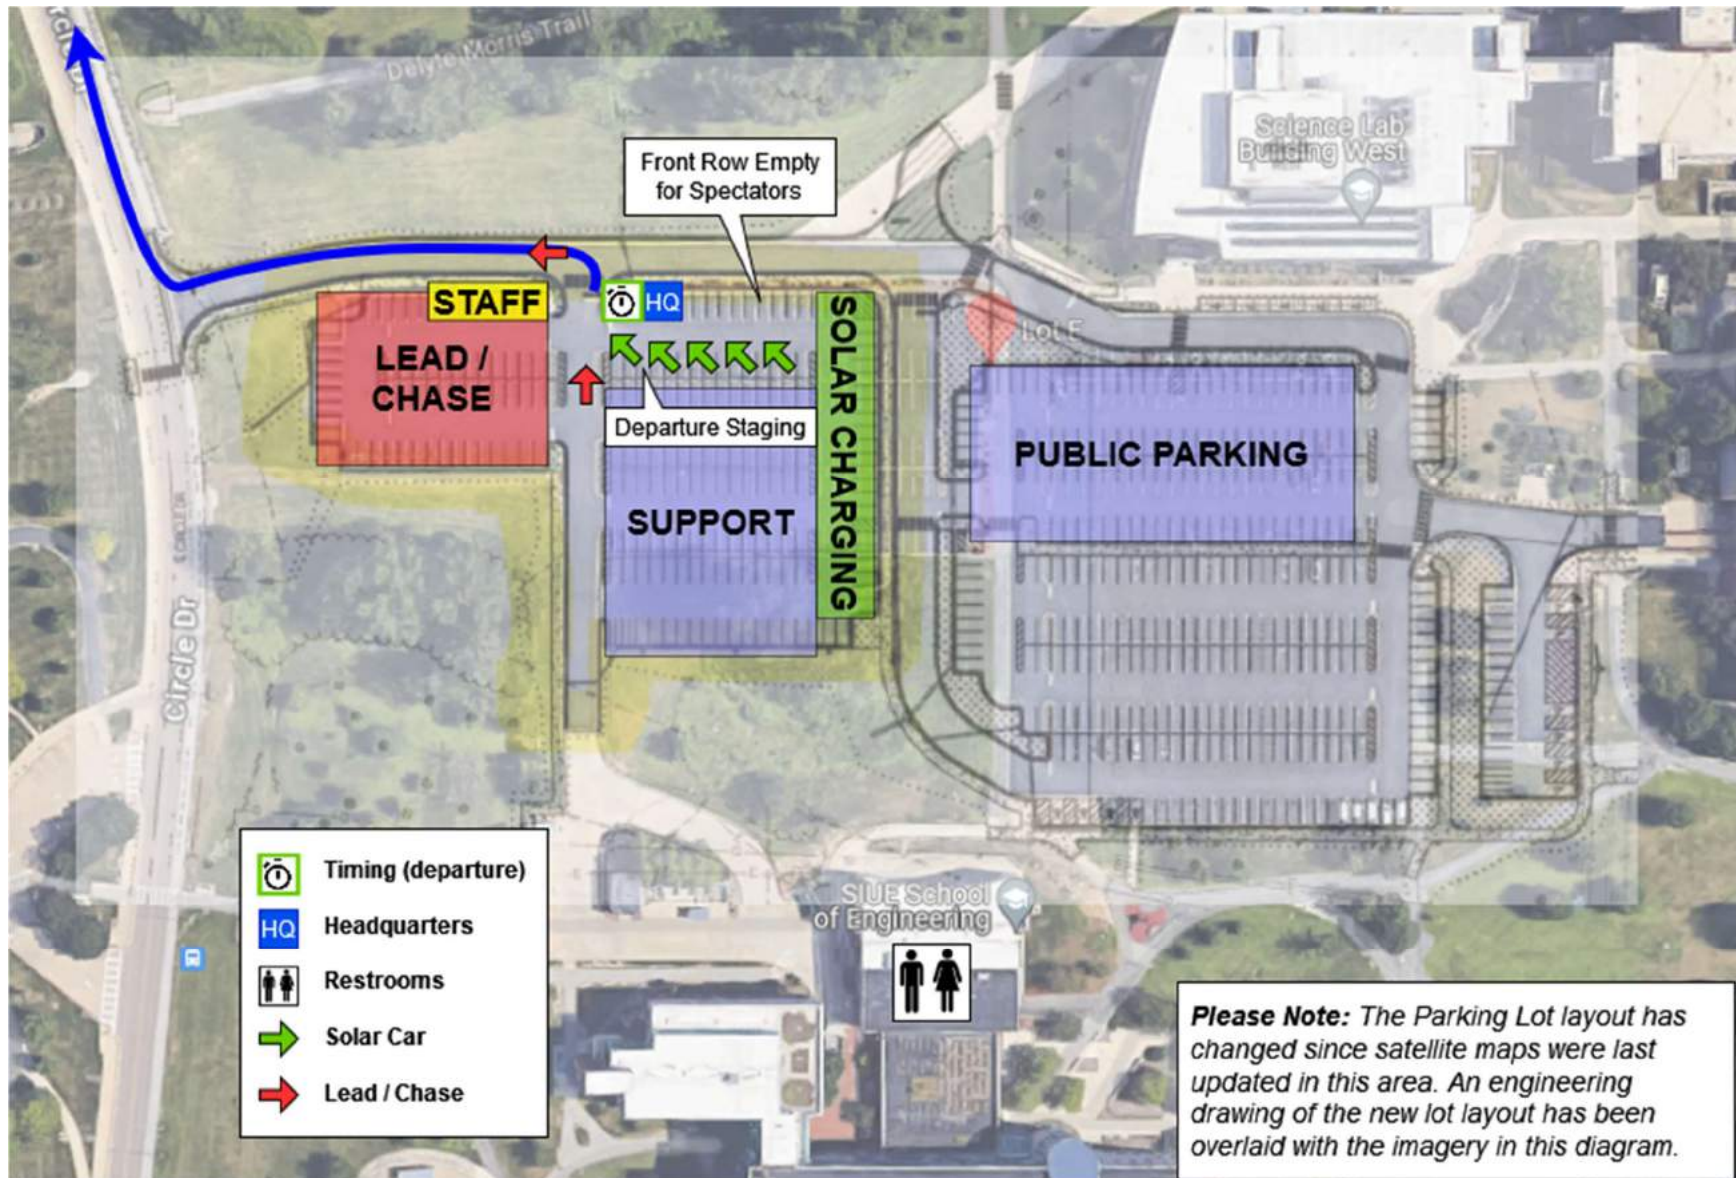 Circle Dr
Delyte Morris Trail
Science Lab
Building West
Front Row Empty
for Spectators
STAFF
HQ
LEAD /
CHASE
SOLAR CHARGING
Lot E
Departure Staging
SUPPORT
PUBLIC PARKING
Circle Dr
Timing (departure)
HQ
Headquarters
Restrooms
Solar Car
Lead / Chase
SIUE School
of Engineering
Please Note: The Parking Lot layout has
changed since satellite maps were last
updated in this area. An engineering
drawing of the new lot layout has been
overlaid with the imagery in this diagram.